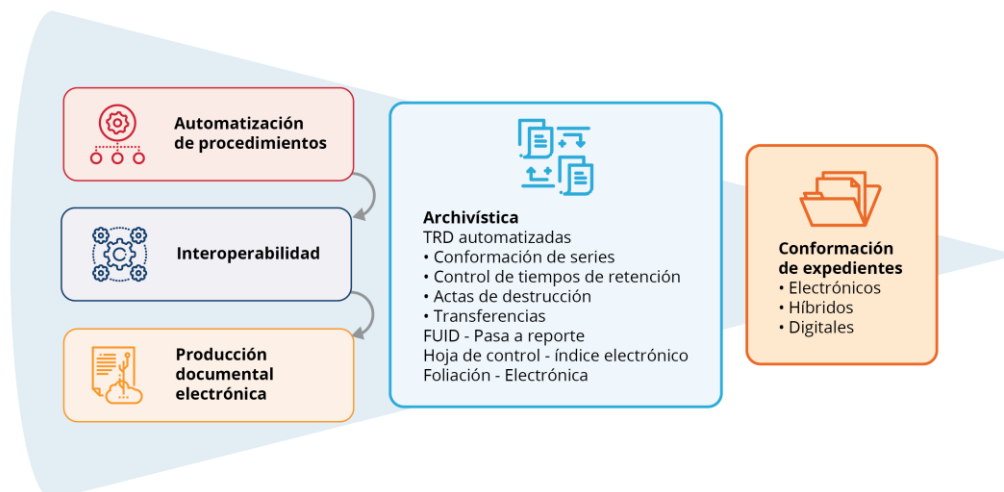 Automatización
de procedimientos
Interoperabilidad
Producción
documental
electrónica
Archivística
TRD automatizadas
• Conformación de series
• Control de tiempos de retención
• Actas de destrucción
• Transferencias
FUID - Pasa a reporte
Hoja de control - índice electrónico
Foliación - Electrónica
Conformación
de expedientes
• Electrónicos
• Híbridos
• Digitales